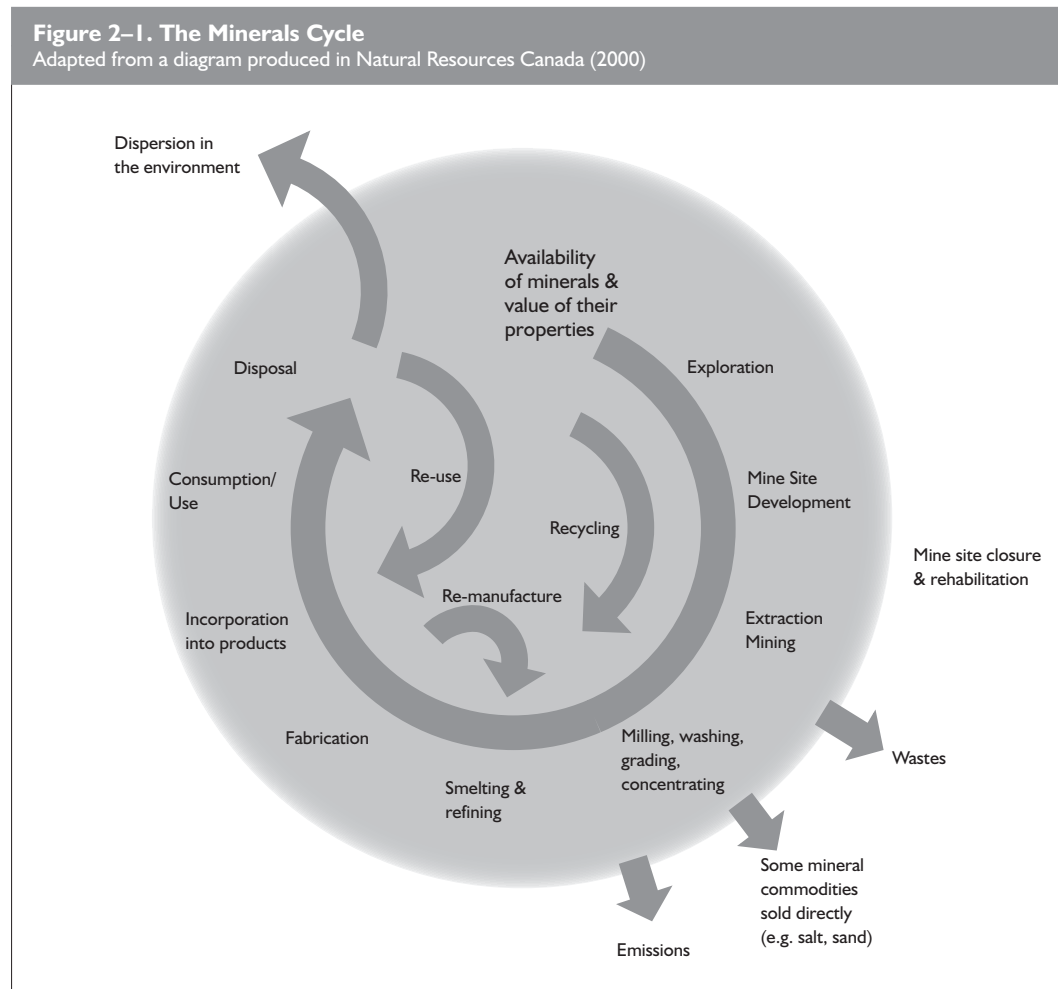 Figure 2–1. The Minerals Cycle
Adapted from a diagram produced in Natural Resources Canada (2000)
Dispersion in
the environment
Availability
of minerals &
value of their
properties
Exploration
Disposal
Mine Site
Development
Consumption/
Use
Re-use
Recycling
Mine site closure
& rehabilitation
Re-manufacture
Extraction
Mining
Incorporation
into products
Milling, washing,
grading,
concentrating
Fabrication
Smelting &
refining
Wastes
Some mineral
commodities
sold directly
(e.g. salt, sand)
Emissions